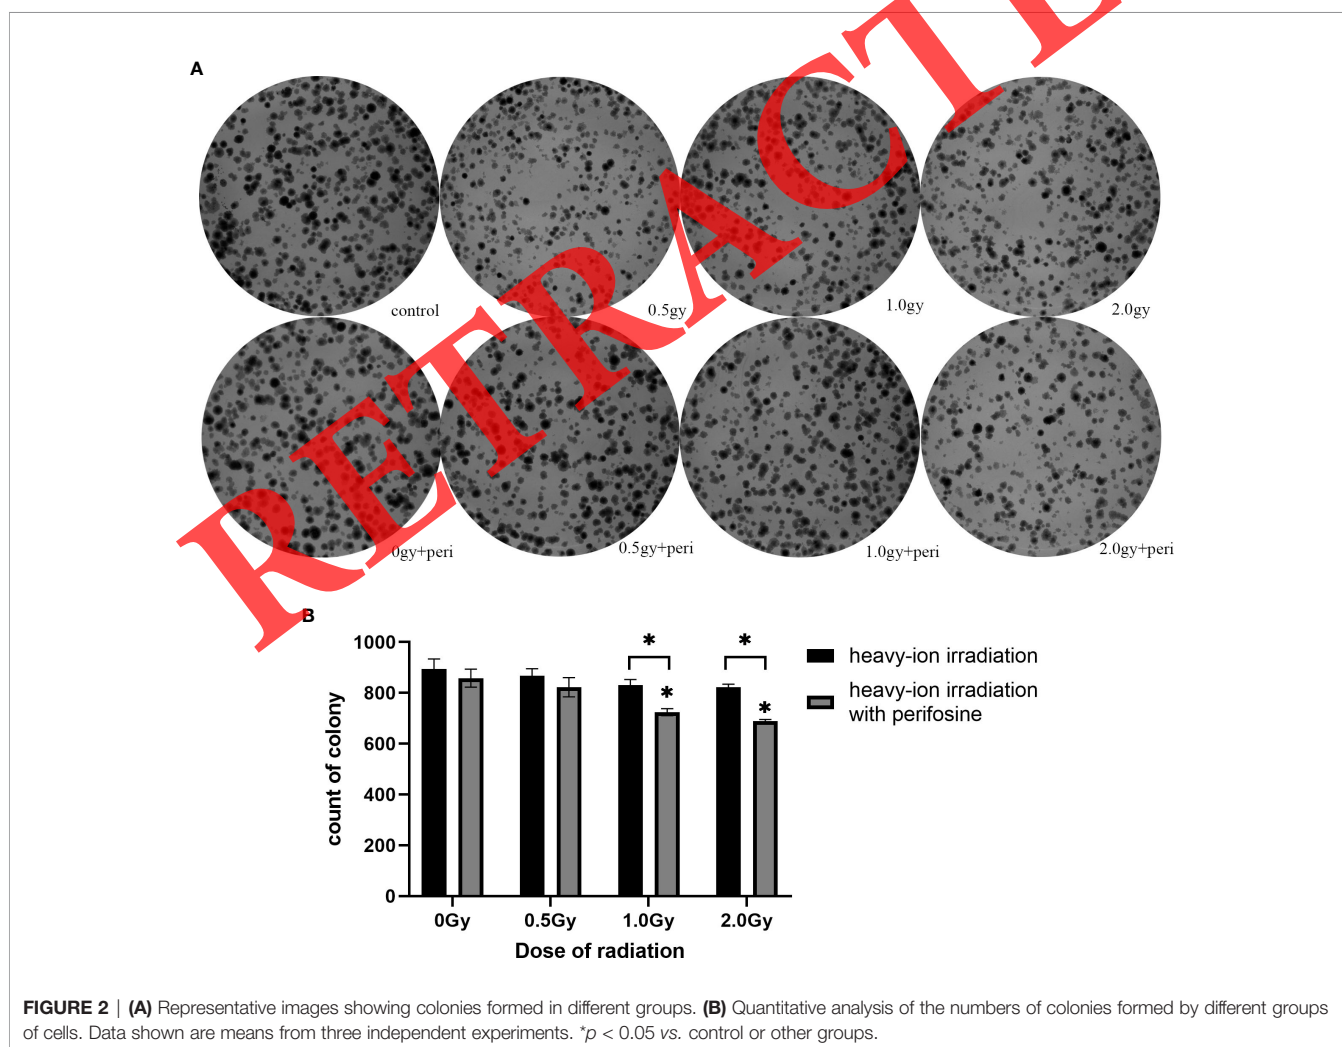 A
control
0.5gy
1.0gy
2.0gy
0gy+peri
0.5gy+peri
1.0gy+peri
2.0gy+peri
RETRACTE
B
1000
800
600
400
200
0
count of colony
* *
* *
0Gy 0.5Gy 1.0Gy 2.0Gy
Dose of radiation
heavy-ion irradiation
heavy-ion irradiation
with perifosine
FIGURE 2 | (A) Representative images showing colonies formed in different groups. (B) Quantitative analysis of the numbers of colonies formed by different groups
of cells. Data shown are means from three independent experiments. *p < 0.05 vs. control or other groups.